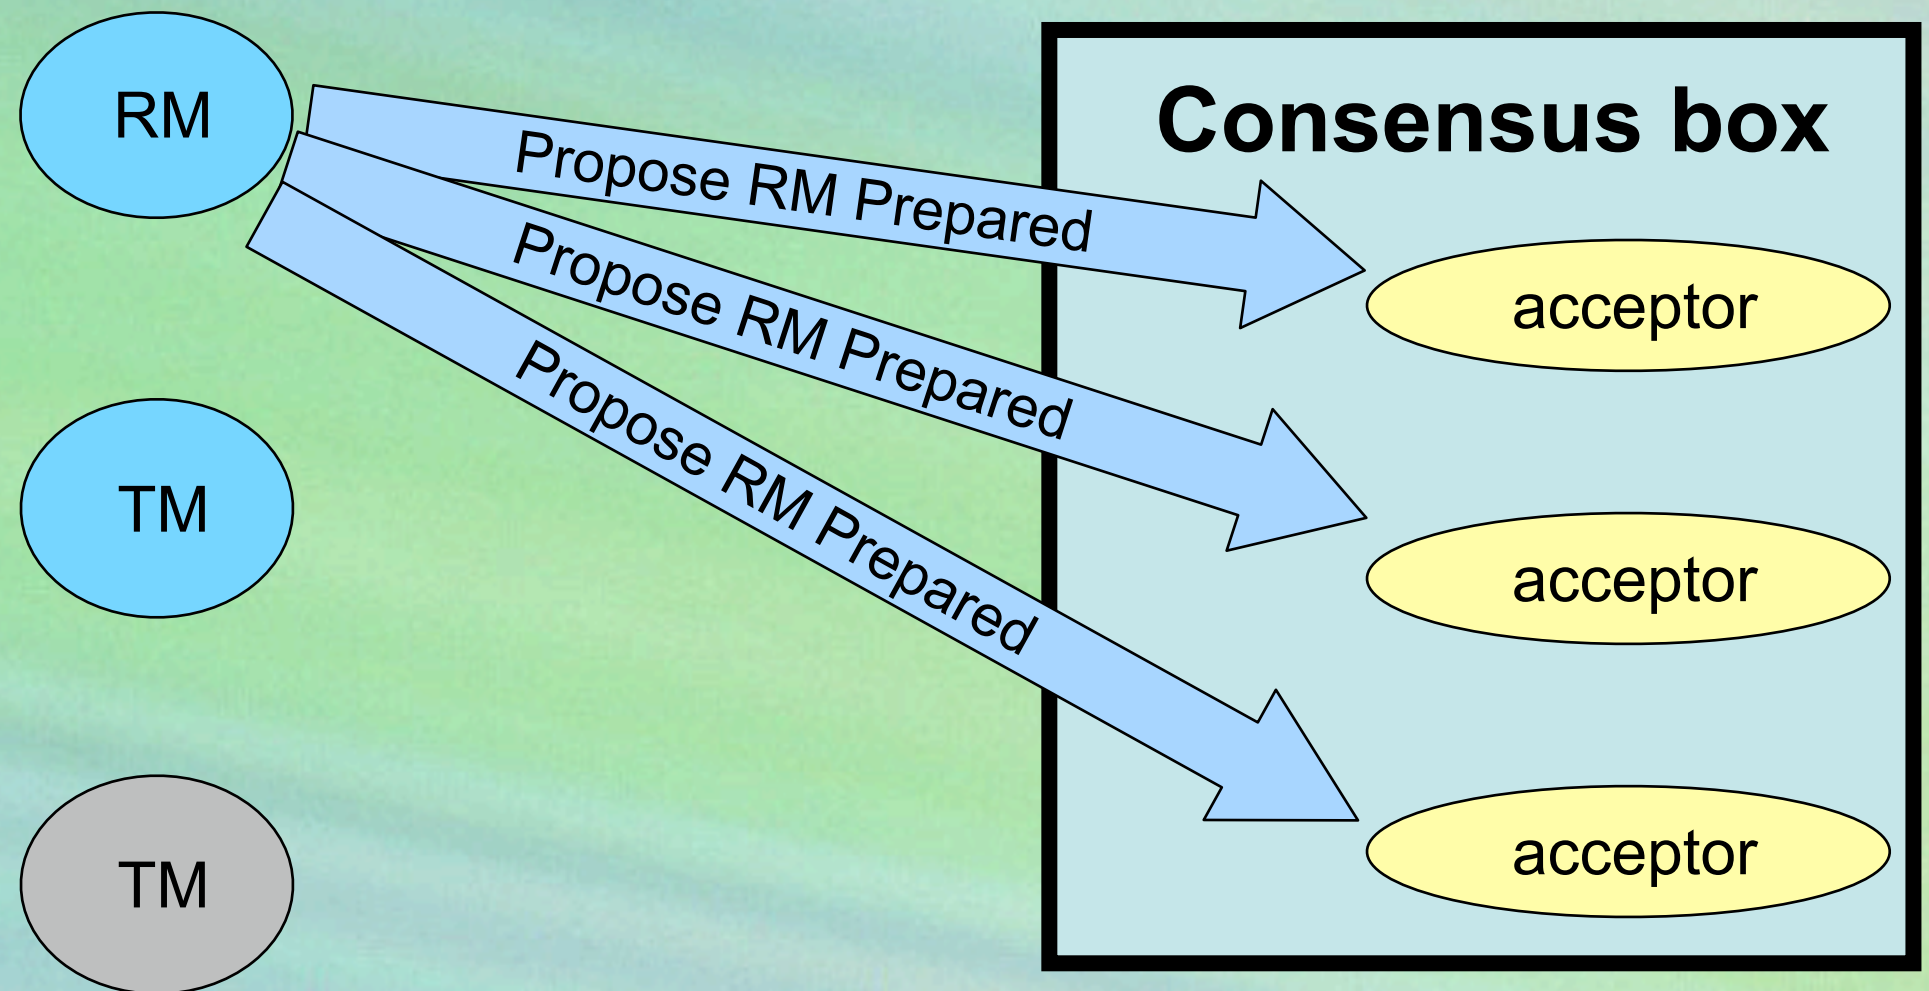 RM
Consensus box
Propose RM Prepared
acceptor
Propose RM Prepared
TM
acceptor
Propose RM Prepared
TM
acceptor